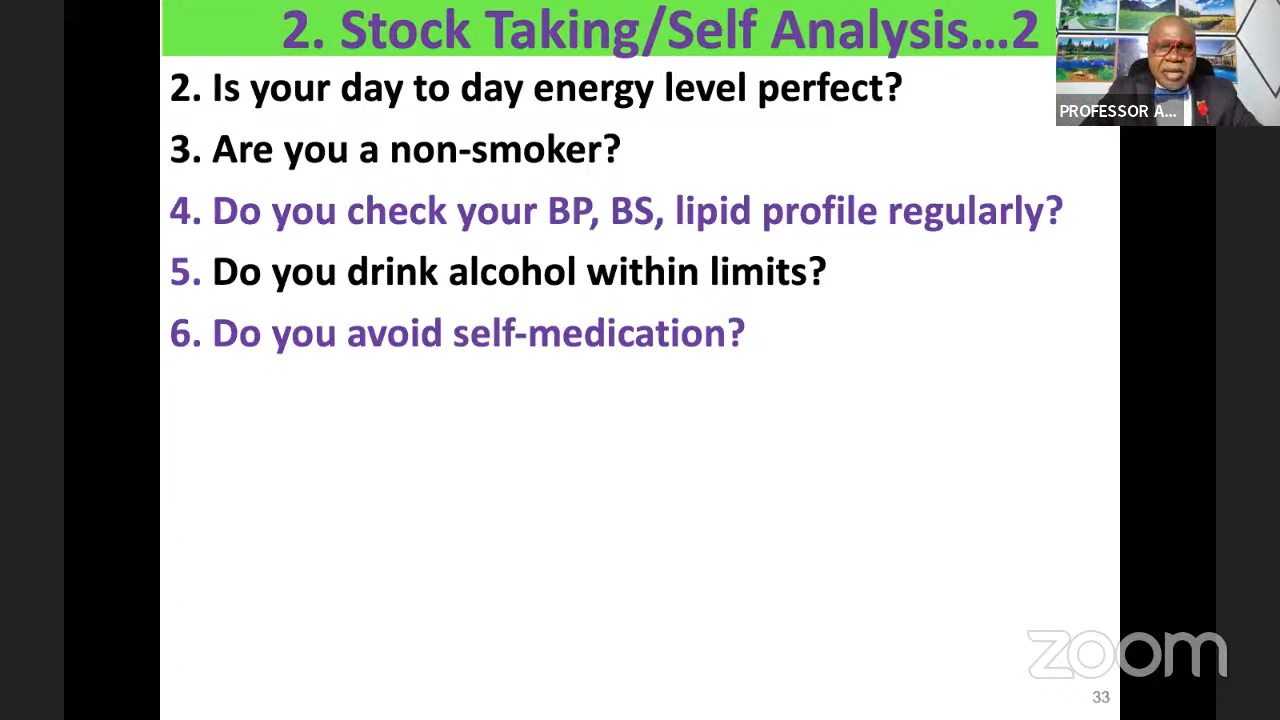 2. Stock Taking/Self Analysis...2
2. Is your day to day energy level perfect?
3. Are you a non-smoker?
4. Do you check your BP, BS, lipid profile regularly?
5. Do you drink alcohol within limits?
6. Do you avoid self-medication?
PROFESSOR A...
zoom
33